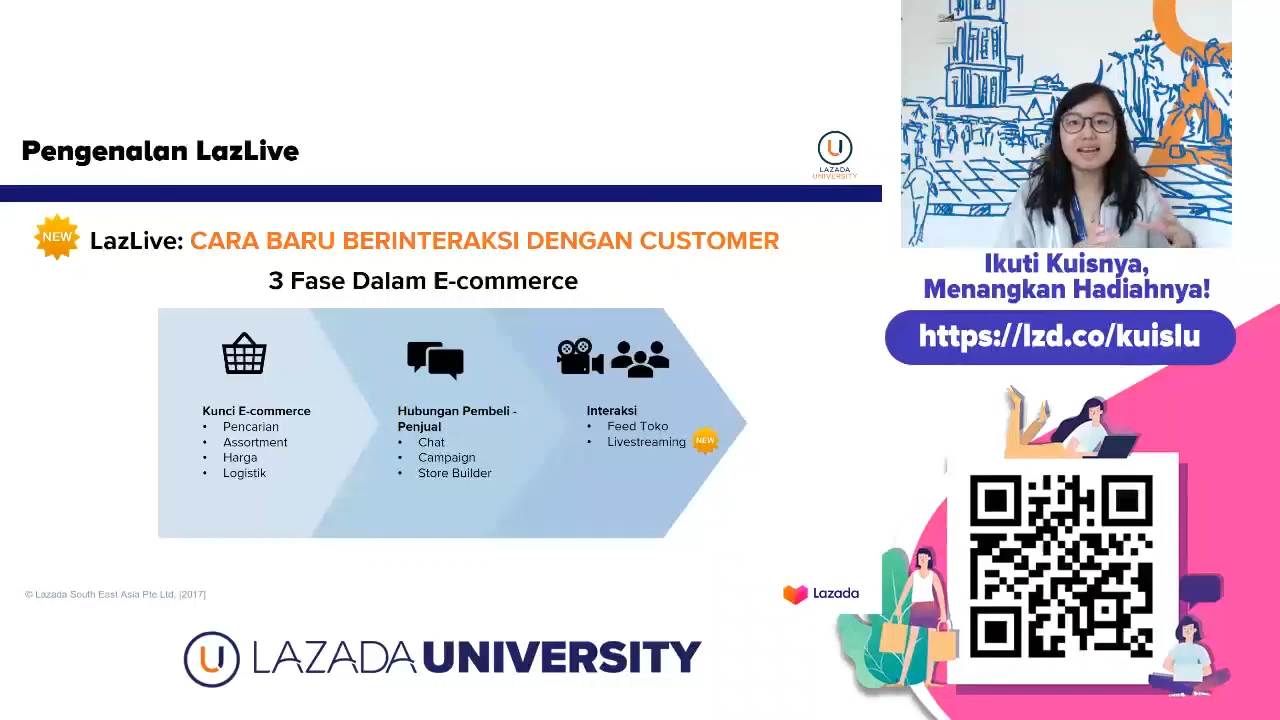 Pengenalan LazLive
LAZADA
UNIVERSITY
NEW
LazLive: CARA BARU BERINTERAKSI DENGAN CUSTOMER
3 Fase Dalam E-commerce
Kunci E-commerce
• Pencarian
• Assortment
• Harga
• Logistik
Hubungan Pembeli -
Penjual
• Chat
• Campaign
• Store Builder
Interaksi
• Feed Toko
• Livestreaming
NEW
© Lazada South East Asia Pte.Ltd, [2017]
Lazada
LAZADA UNIVERSITY
Ikuti Kuisnya,
Menangkan Hadiahnya!
https://lzd.co/kuislu